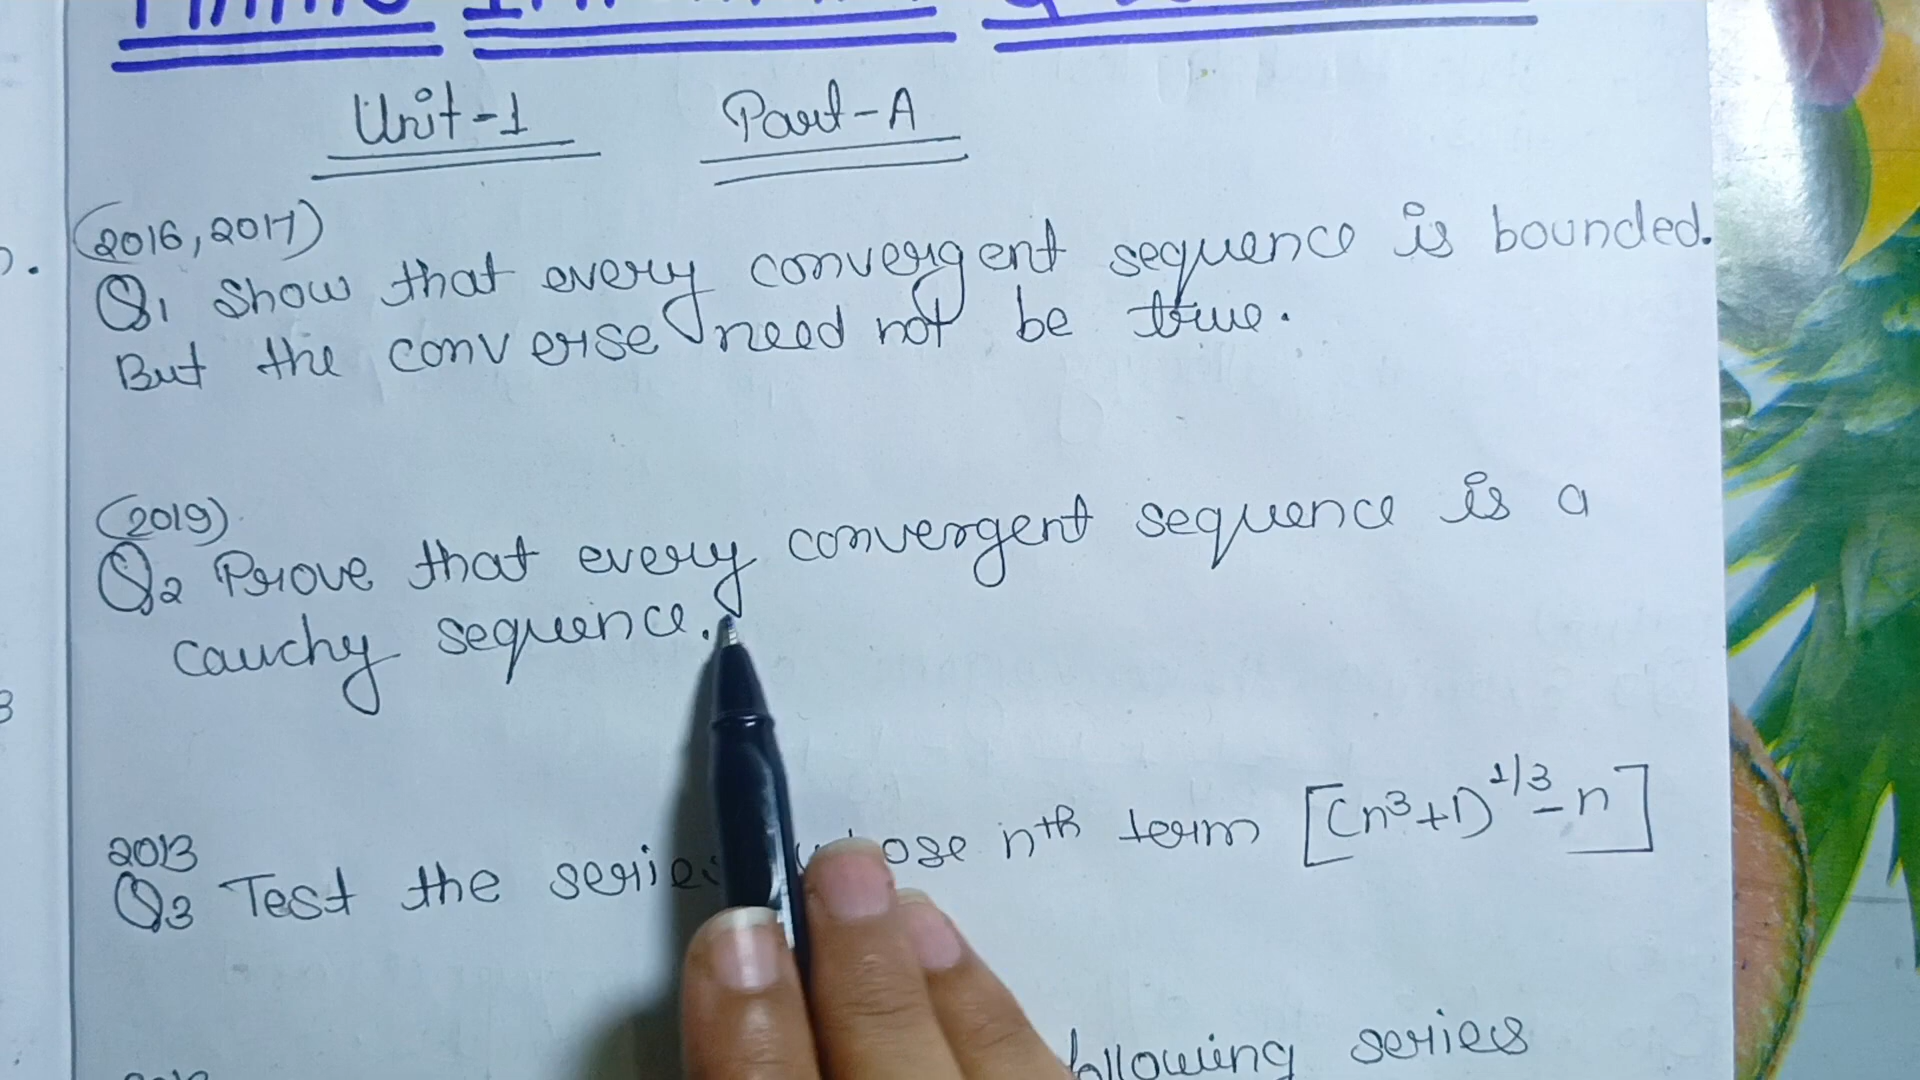 Unit-1 Part-A
(2016, 2017)
Q1 Show that every convergent sequence is bounded.
But the converse need not be true.
(2019)
Q2 Prove that every convergent sequence is a
cauchy sequence.
2013
Q3 Test the series nth term [(n³+1)^1/3 - n]
following series